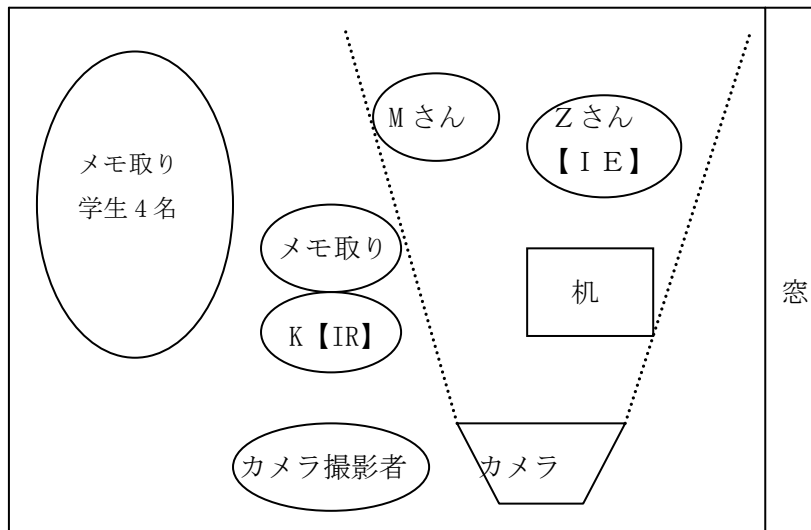 Mさん
Zさん
【ＩＥ】
メモ取り
学生4名
メモ取り
K【IR】
机
窓
カメラ撮影者
カメラ